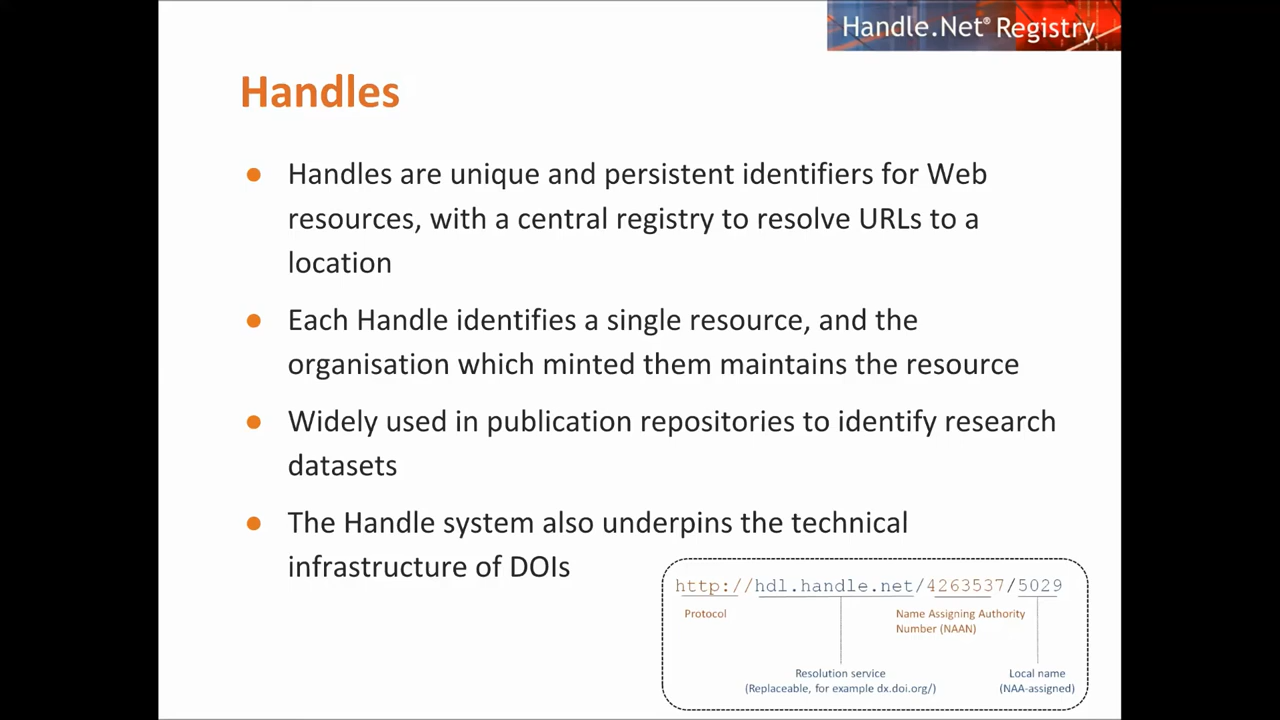 Handle.Net® Registry
Handles
● Handles are unique and persistent identifiers for Web
resources, with a central registry to resolve URLs to a
location
● Each Handle identifies a single resource, and the
organisation which minted them maintains the resource
● Widely used in publication repositories to identify research
datasets
● The Handle system also underpins the technical
infrastructure of DOIs
http://hdl.handle.net/4263537/5029
Protocol
Name Assigning Authority
Number (NAAN)
Resolution service
(Replaceable, for example dx.doi.org/)
Local name
(NAA-assigned)